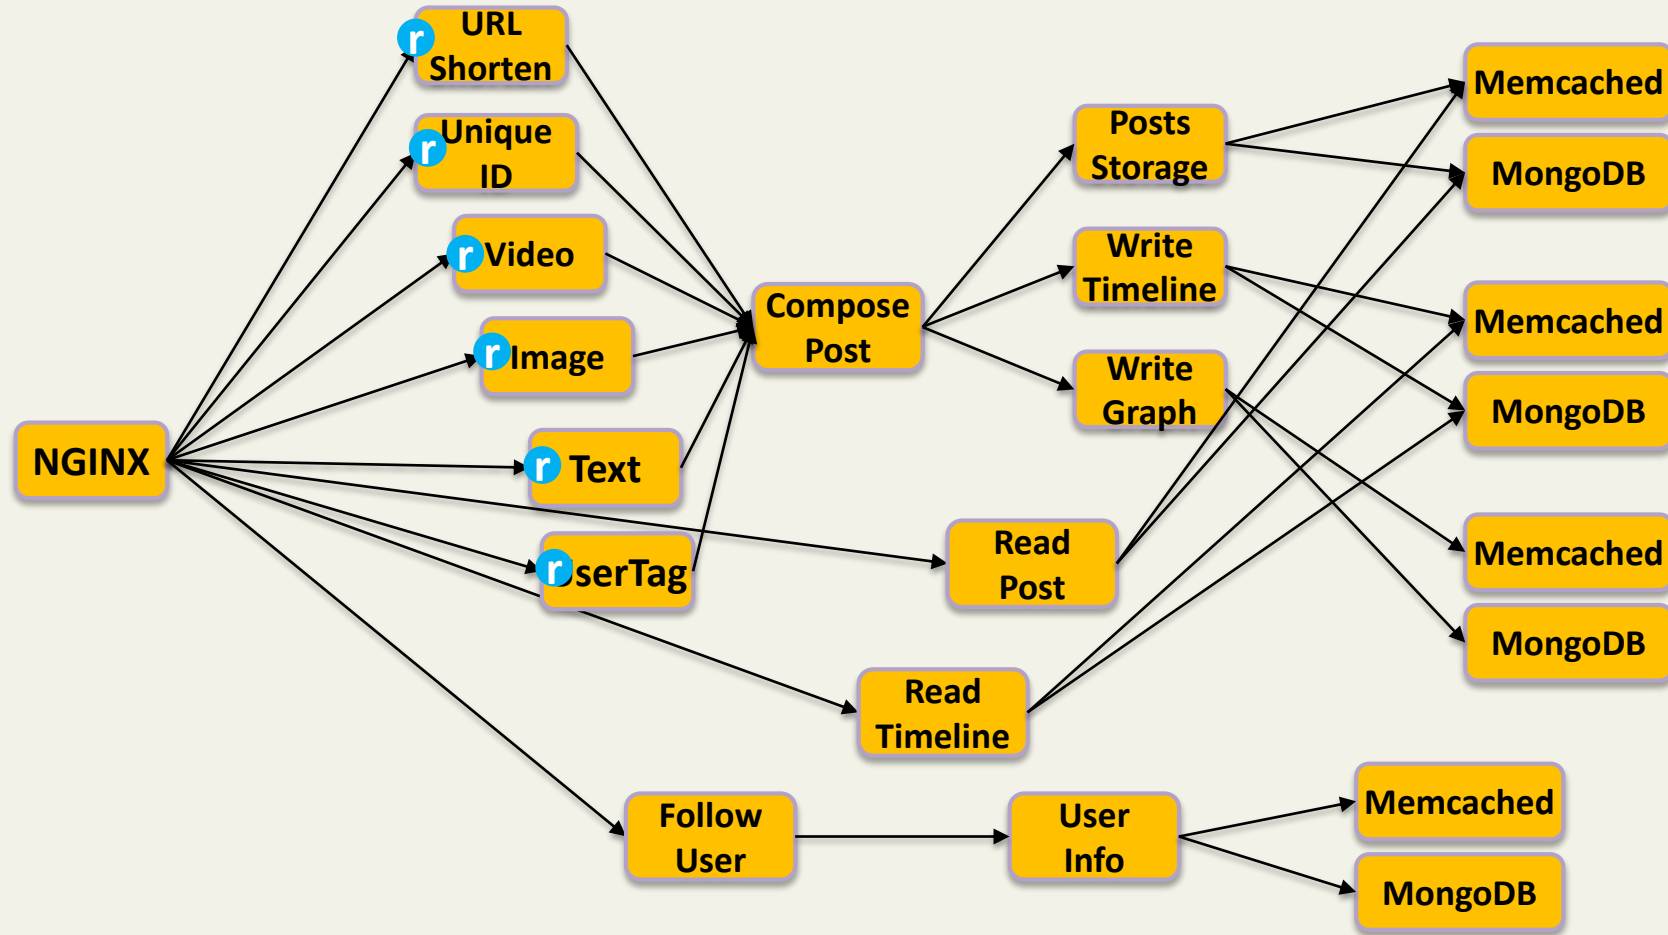 r
URL
Shorten
r
Unique
ID
r
Video
r
Image
NGINX
r
Text
r
UserTag
Compose
Post
Posts
Storage
Write
Timeline
Write
Graph
Read
Post
Read
Timeline
Follow
User
User
Info
Memcached
MongoDB
Memcached
MongoDB
Memcached
MongoDB
Memcached
MongoDB